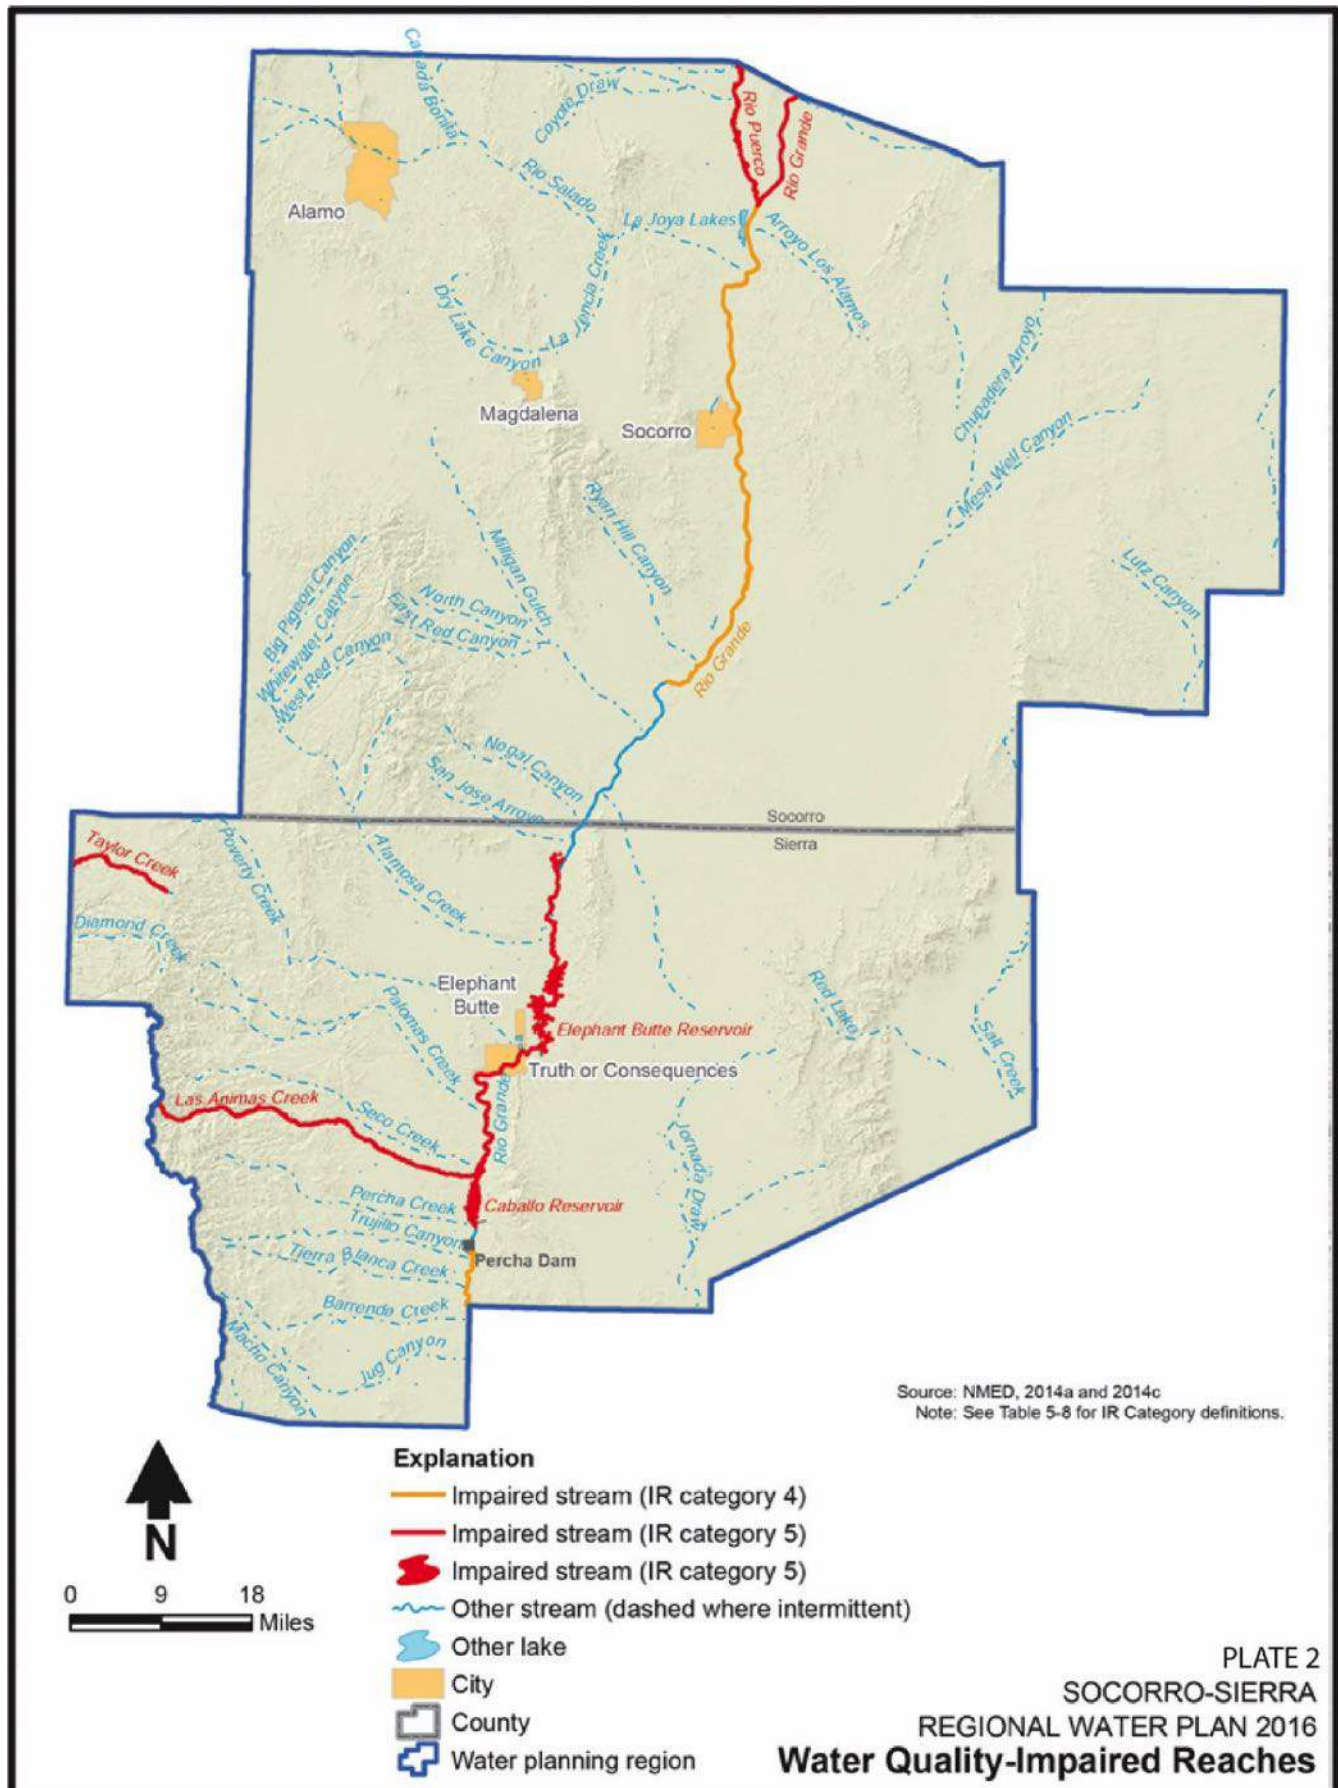 Canada Bonita
Coyote Draw
Rio Puerco
Rio Grande
Rio Salado
Alamo
La Joya Lakes
Arroyo Los Alamos
La Jencia Creek
Dry Lake Canyon
Chupadera Arroyo
Magdalena
Socorro
Mesa Well Canyon
Ryan Hill Canyon
Milligan Gulch
Big Pigeon Canyon
Whitewater Canyon
West Red Canyon
North Canyon
East Red Canyon
Lutz Canyon
Rio Grande
Nogal Canyon
San Jose Arroyo
Socorro
Sierra
Taylor Creek
Poverty Creek
Alamosa Creek
Diamond Creek
Elephant
Butte
Palomas Creek
Red Lake
Salt Creek
Elephant Butte Reservoir
Truth or Consequences
Las Animas Creek
Seco Creek
Rio Grande
Jornada Draw
Percha Creek
Caballo Reservoir
Trujillo Canyon
Percha Dam
Tierra Blanca Creek
Barrenda Creek
Macho Canyon
Jug Canyon
Source: NMED, 2014a and 2014c
Note: See Table 5-8 for IR Category definitions.
N
0 9 18
Miles
Explanation
Impaired stream (IR category 4)
Impaired stream (IR category 5)
Impaired stream (IR category 5)
Other stream (dashed where intermittent)
Other lake
City
County
Water planning region
PLATE 2
SOCORRO-SIERRA
REGIONAL WATER PLAN 2016
Water Quality-Impaired Reaches